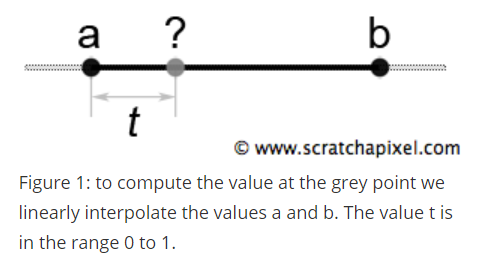 a ? b
t
© www.scratchapixel.com
Figure 1: to compute the value at the grey point we
linearly interpolate the values a and b. The value t is
in the range 0 to 1.